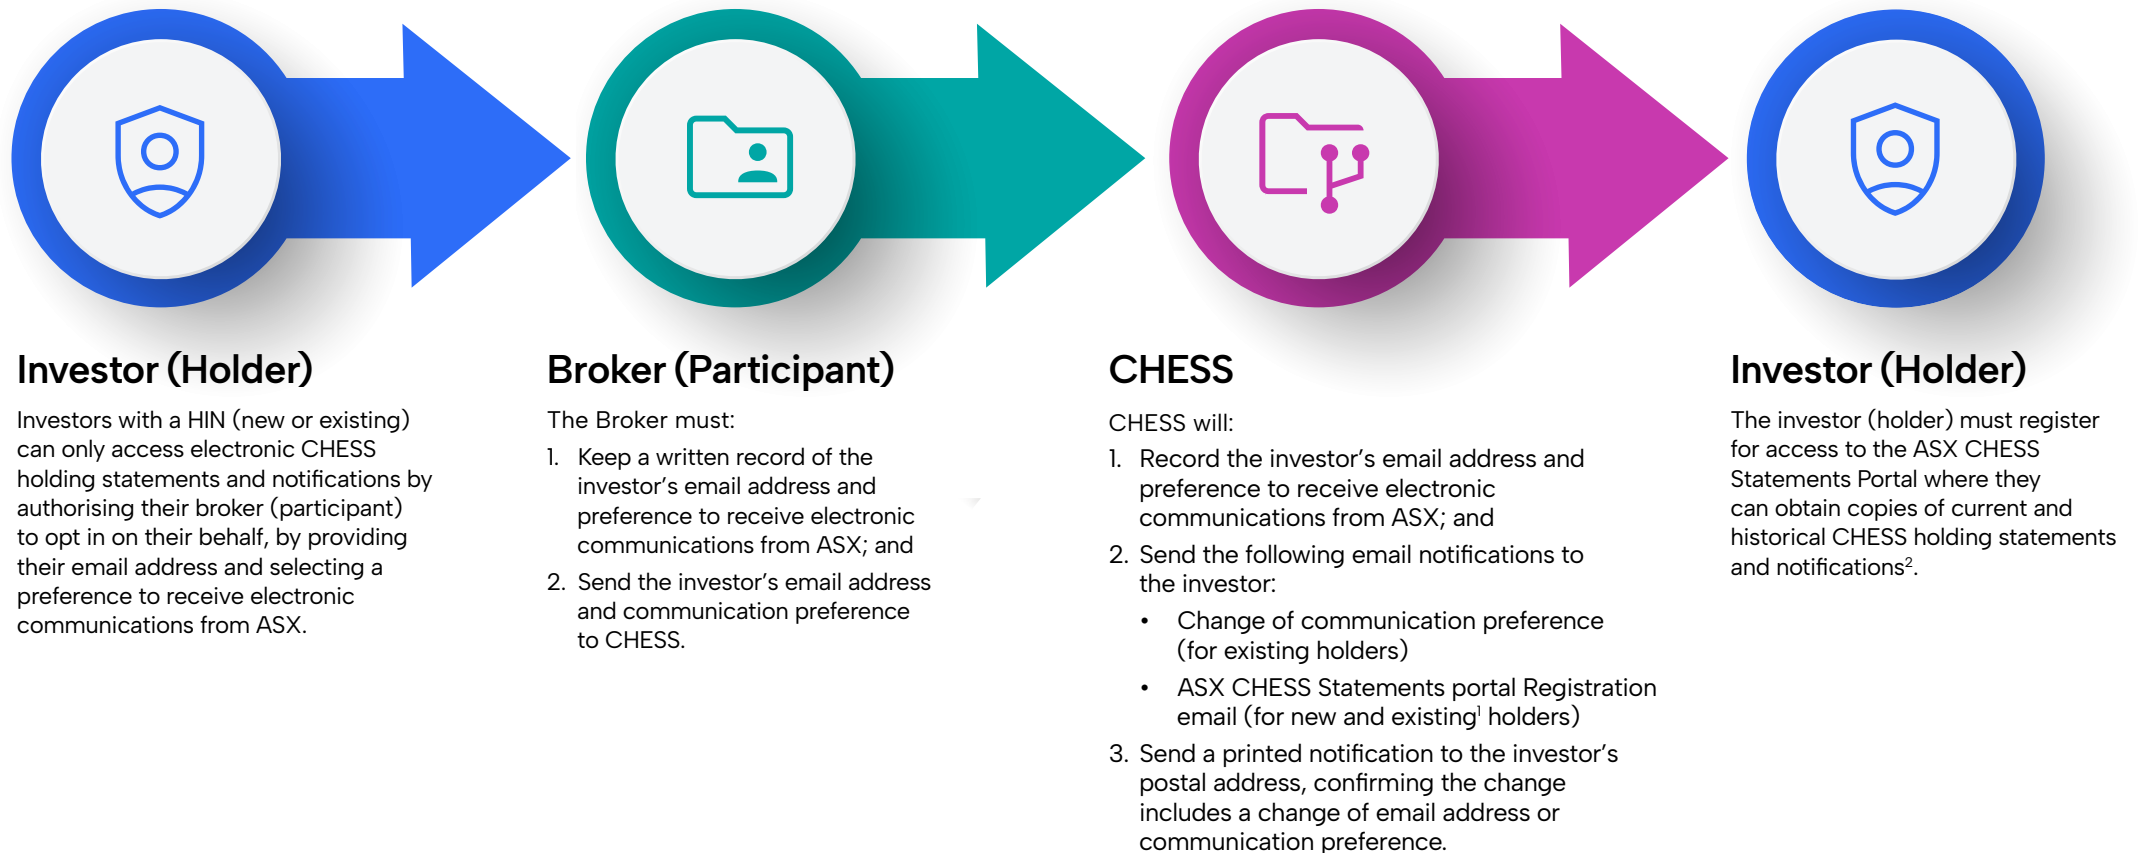 Investor (Holder)
Investors with a HIN (new or existing)
can only access electronic CHESS
holding statements and notifications by
authorising their broker (participant)
to opt in on their behalf, by providing
their email address and selecting a
preference to receive electronic
communications from ASX.
Broker (Participant)
The Broker must:
1. Keep a written record of the
investor’s email address and
preference to receive electronic
communications from ASX; and
2. Send the investor’s email address
and communication preference
to CHESS.
CHESS
CHESS will:
1. Record the investor’s email address and
preference to receive electronic
communications from ASX; and
2. Send the following email notifications to
the investor:
• Change of communication preference
(for existing holders)
• ASX CHESS Statements portal Registration
email (for new and existing¹ holders)
3. Send a printed notification to the investor’s
postal address, confirming the change
includes a change of email address or
communication preference.
Investor (Holder)
The investor (holder) must register
for access to the ASX CHESS
Statements Portal where they
can obtain copies of current and
historical CHESS holding statements
and notifications².